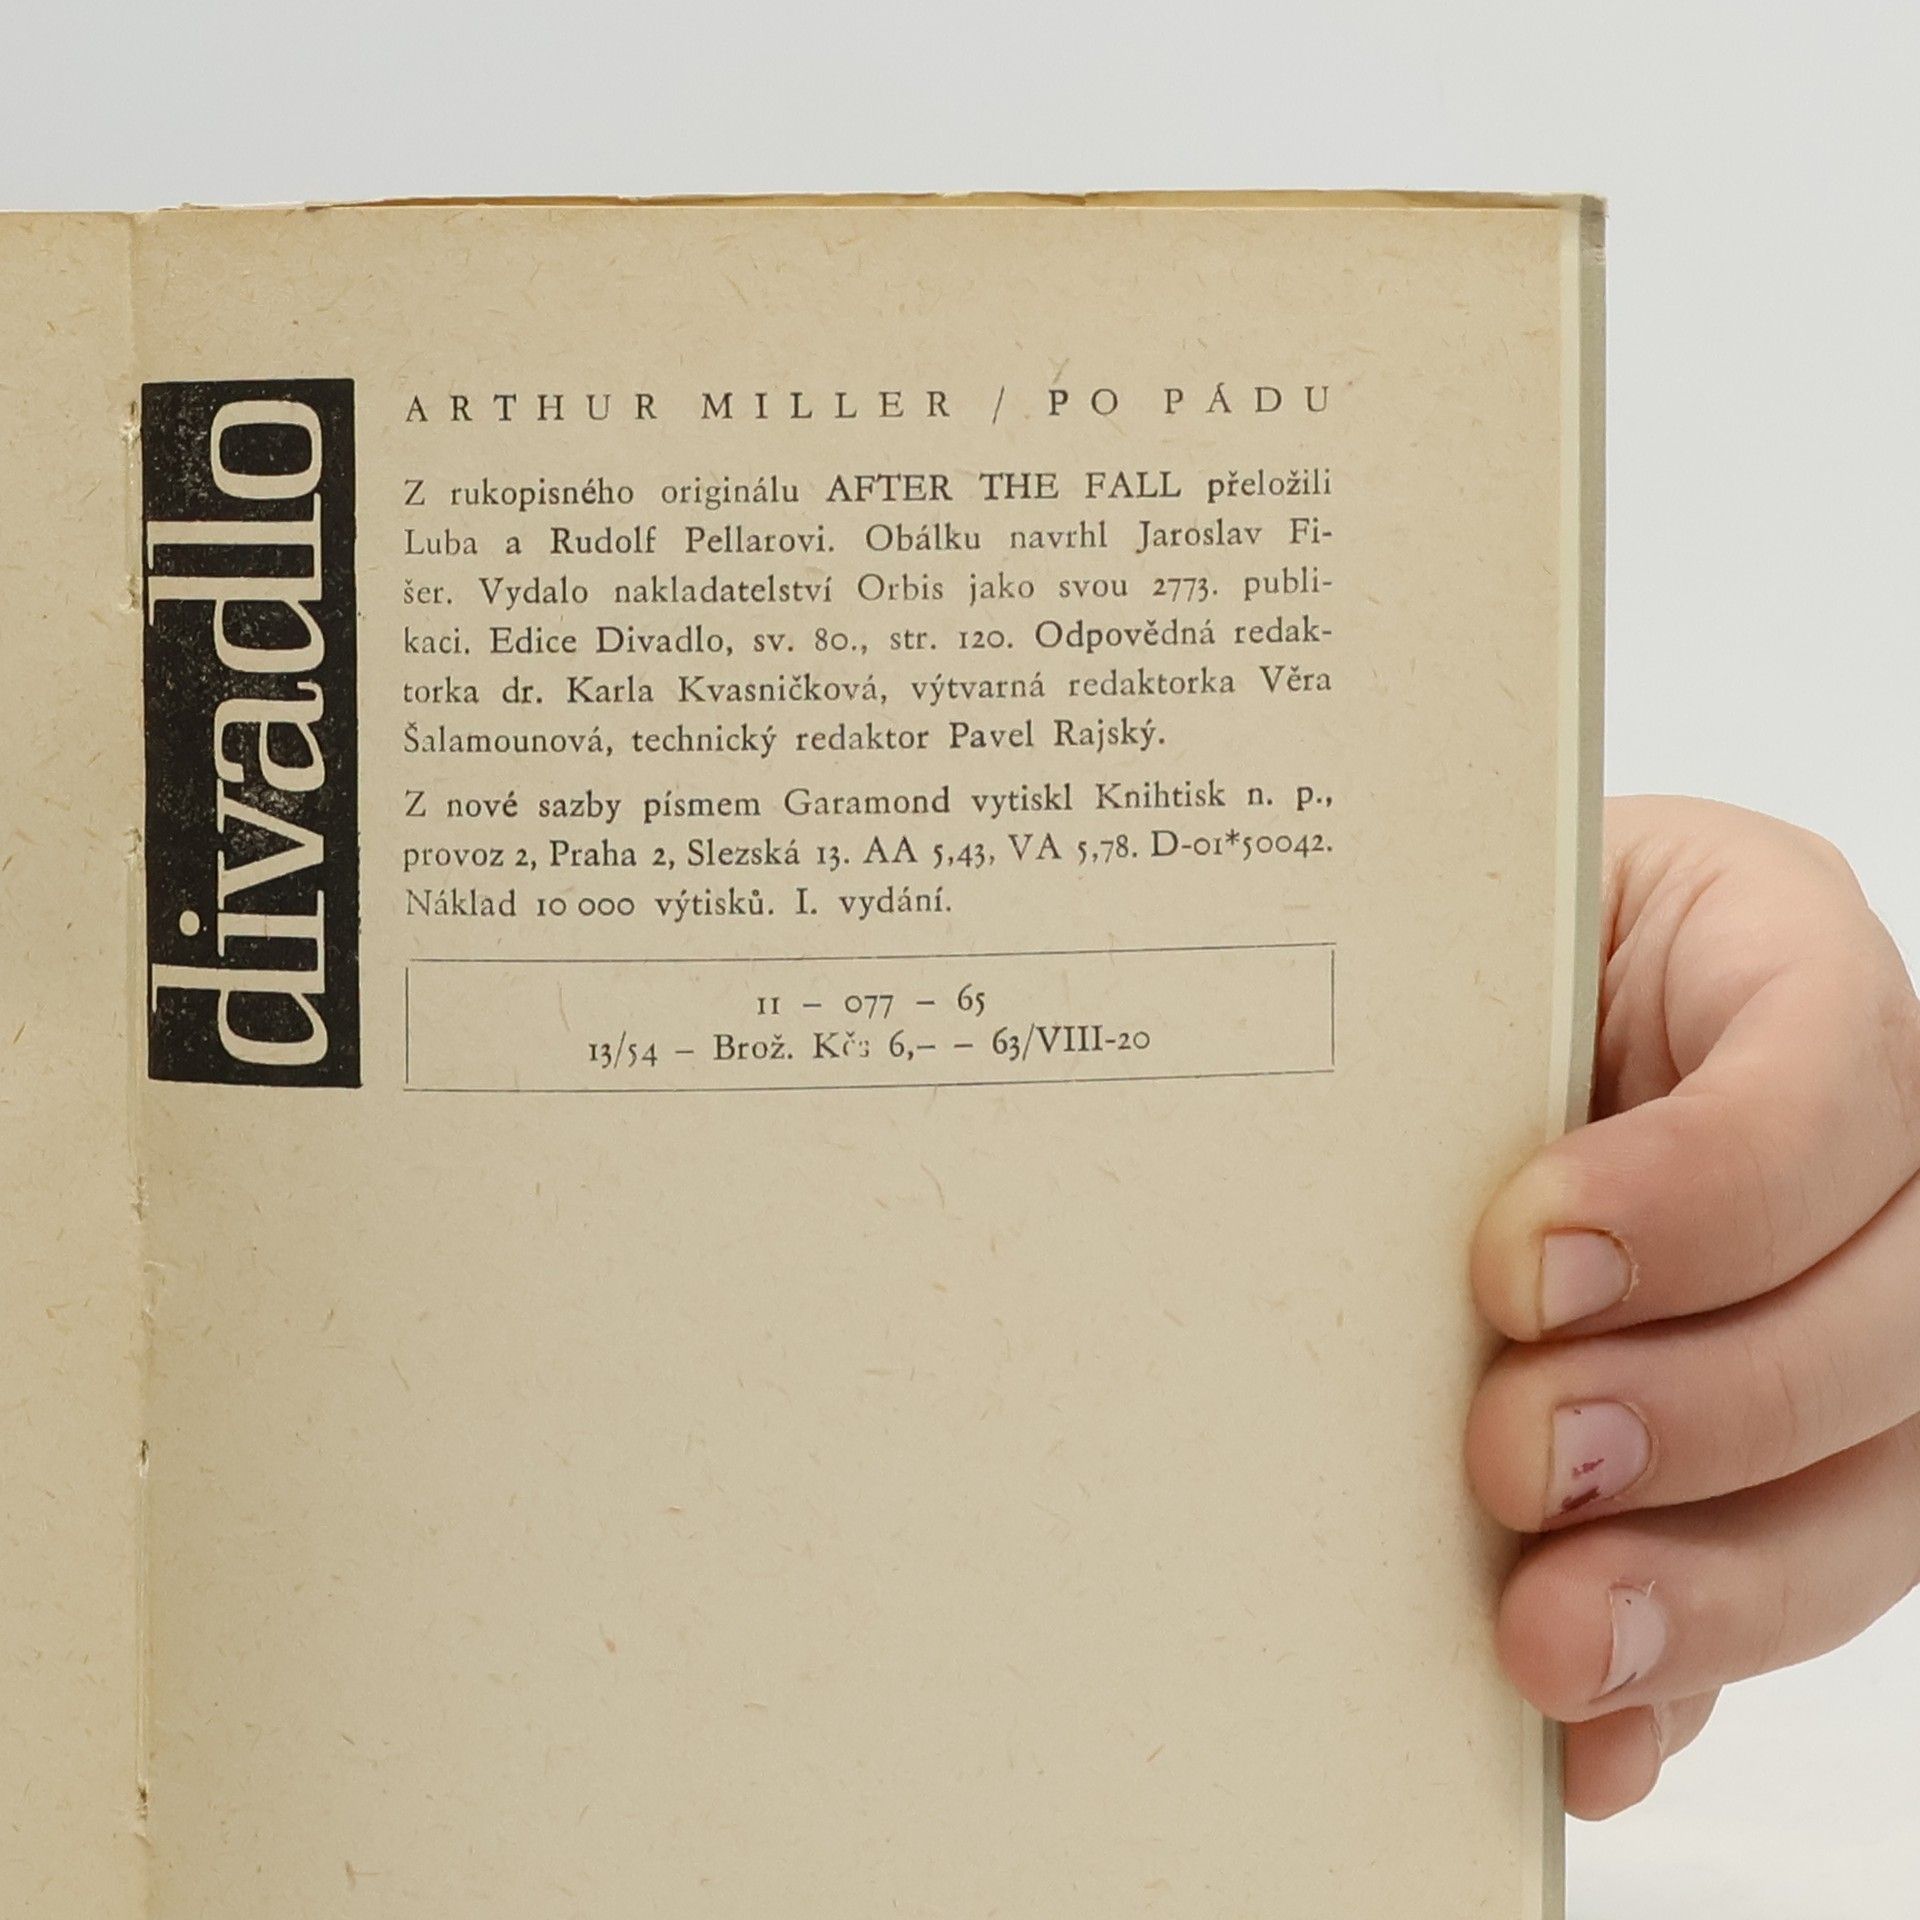 divadlo
ARTHUR MILLER / PO PÁDU
Z rukopisného originálu AFTER THE FALL přeložili
Luba a Rudolf Pellarovi. Obálku navrhl Jaroslav Fi-
šer. Vydalo nakladatelství Orbis jako svou 2773. publi-
kaci. Edice Divadlo, sv. 80., str. 120. Odpovědná redak-
torka dr. Karla Kvasničková, výtvarná redaktorka Věra
Šalamounová, technický redaktor Pavel Rajský.
Z nové sazby písmem Garamond vytiskl Knihtisk n. p.,
provoz 2, Praha 2, Slezská 13. AA 5,43, VA 5,78. D-01*50042.
Náklad 10 000 výtisků. I. vydání.
11 – 077 – 65
13/54 – Brož. Kčs 6,– – 63/VIII-20